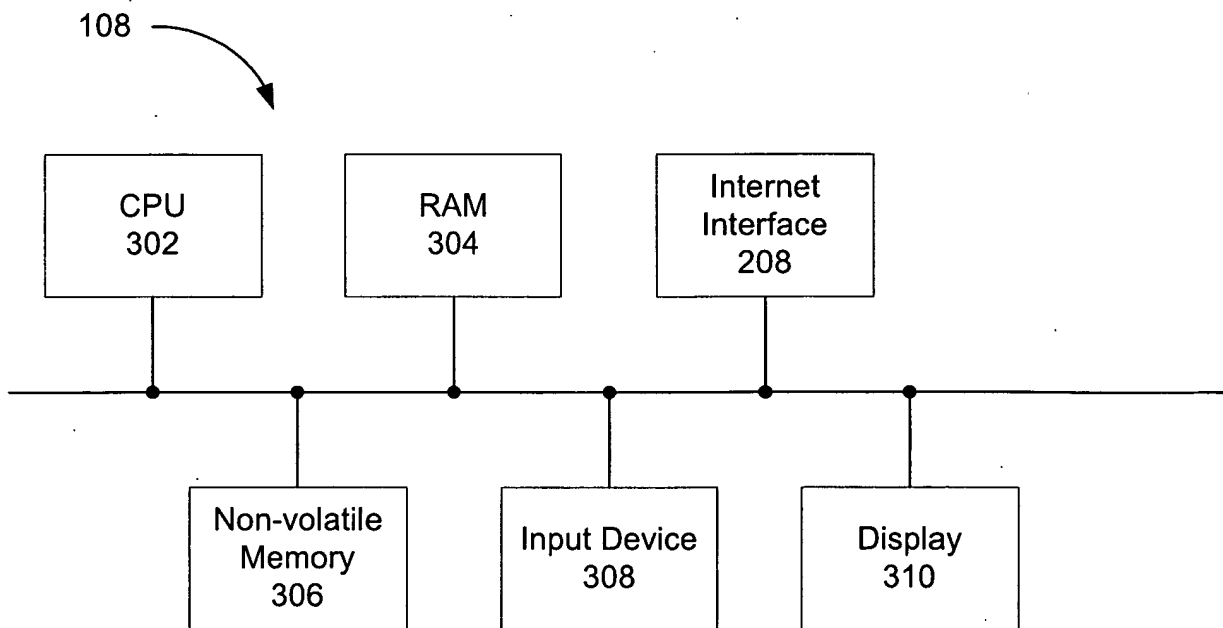 108
CPU
302
RAM
304
Internet
Interface
208
Non-volatile
Memory
306
Input Device
308
Display
310